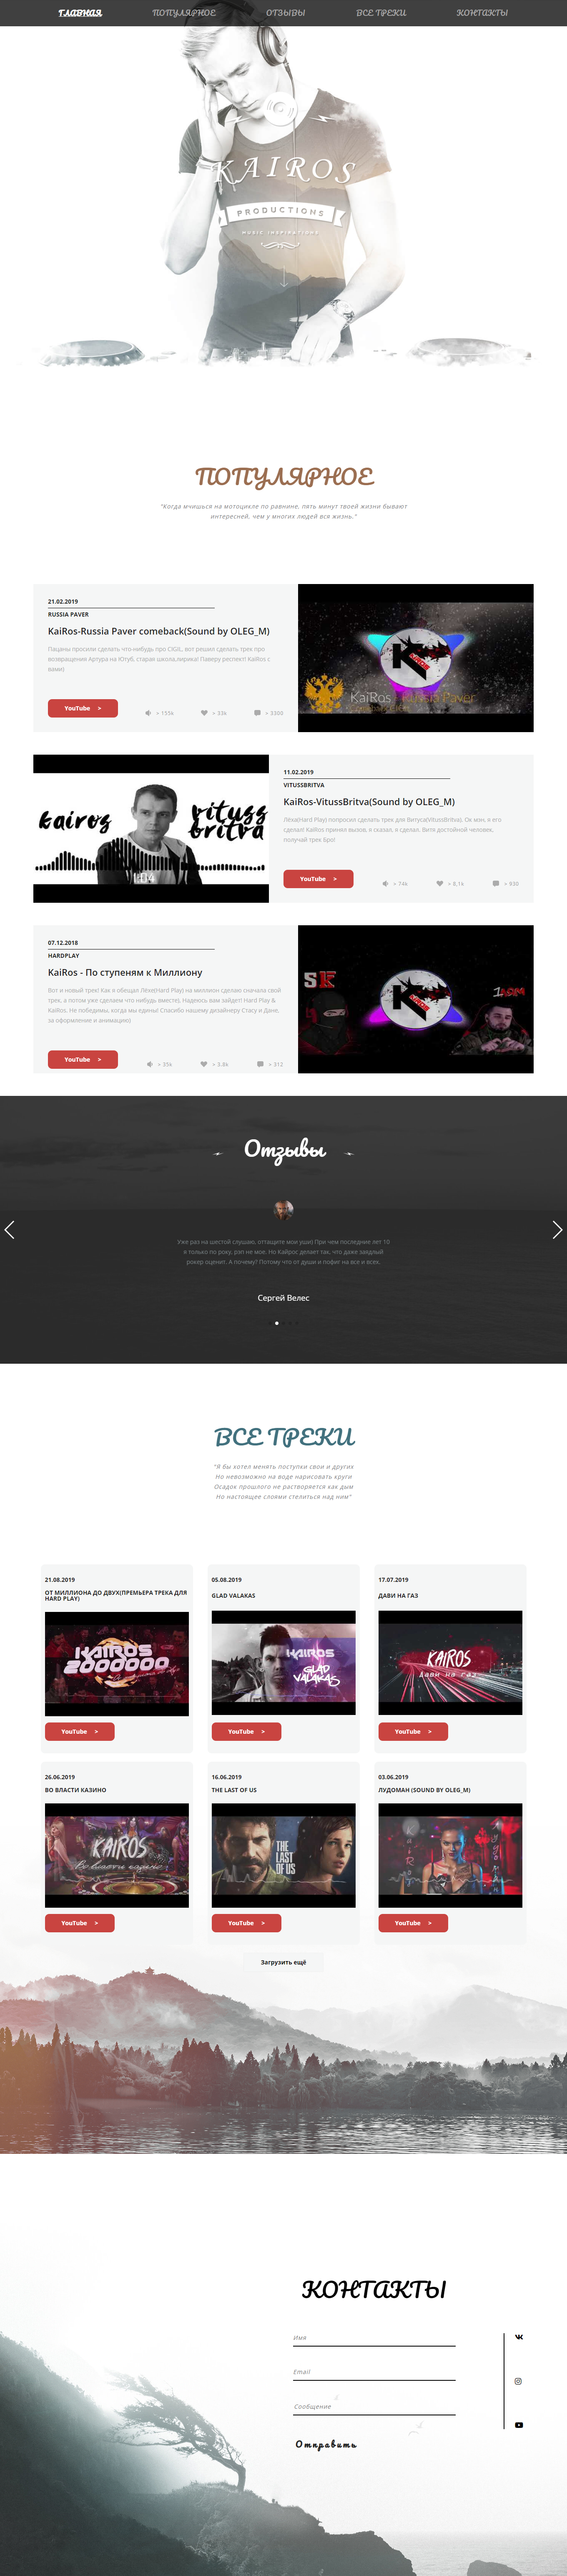 ГЛАВНАЯ ПОПУЛЯРНОЕ ОТЗЫВЫ ВСЕ ТРЕКИ КОНТАКТЫ
KAIROS
PRODUCTIONS
MUSIC INSPIRATIONS
ПОПУЛЯРНОЕ
"Когда мчишься на мотоцикле по равнине, пять минут твоей жизни бывают
интересней, чем у многих людей вся жизнь."
21.02.2019
RUSSIA PAVER
KaiRos-Russia Paver comeback(Sound by OLEG_M)
Пацаны просили сделать что-нибудь про CIGIL, вот решил сделать трек про
возвращение Артура на Ютуб. старая школа,лирика! Паверу респект! KaiRos с
вами)
YouTube >
> 155k > 33k > 3300
KaiRos - Russia Paver
11.02.2019
VITUSSBRITVA
KaiRos-VitussBritva(Sound by OLEG_M)
Лёха(Hard Play) попросил сделать трек для Витуса(VitussBritva). Ок мэн, я его
сделал! KaiRos принял вызов, я сказал, я сделал. Витя достойной человек,
получай трек Бро!
YouTube >
> 74k > 8,1k > 930
kairos
vituss
britva
07.12.2018
HARDPLAY
KaiRos - По ступеням к Миллиону
Вот и новый трек! Как я обещал Лёхе(Hard Play) на миллион сделаю сначала свой
трек, а потом уже сделаем что нибудь вместе), Надеюсь вам зайдет! Hard Play &
KaiRos. Не победимы, когда мы едины! Спасибо нашему дизайнеру Стасу и Дане,
за оформление и анимацию)
YouTube >
> 35k > 3.8k > 312
Отзывы
Уже раз на шестой слушаю, оттащите мои уши) При чем последние лет 10
я только по року, рэп не мое. Но Кайрос делает так, что даже заядлый
рокер оценит. А почему? Потому что от души и пофиг на все и всех.
Сергей Велес
ВСЕ ТРЕКИ
"Я бы хотел менять поступки свои и других
Но невозможно на воде нарисовать круги
Осадок прошлого не растворяется как дым
Но настоящее слоями стелиться над ним"
21.08.2019
ОТ МИЛЛИОНА ДО ДВУХ(ПРЕМЬЕРА ТРЕКА ДЛЯ
HARD PLAY)
KAIROS
2000000
YouTube >
05.08.2019
GLAD VALAKAS
KAIROS
GLAD
VALAKAS
YouTube >
17.07.2019
ДАВИ НА ГАЗ
KAIROS
Дави на газ
YouTube >
26.06.2019
ВО ВЛАСТИ КАЗИНО
KAIROS
Во власти казино
YouTube >
16.06.2019
THE LAST OF US
THE
LAST
OF US
YouTube >
03.06.2019
ЛУДОМАН (SOUND BY OLEG_M)
YouTube >
Загрузить ещё
КОНТАКТЫ
Имя
Email
Сообщение
Отправить